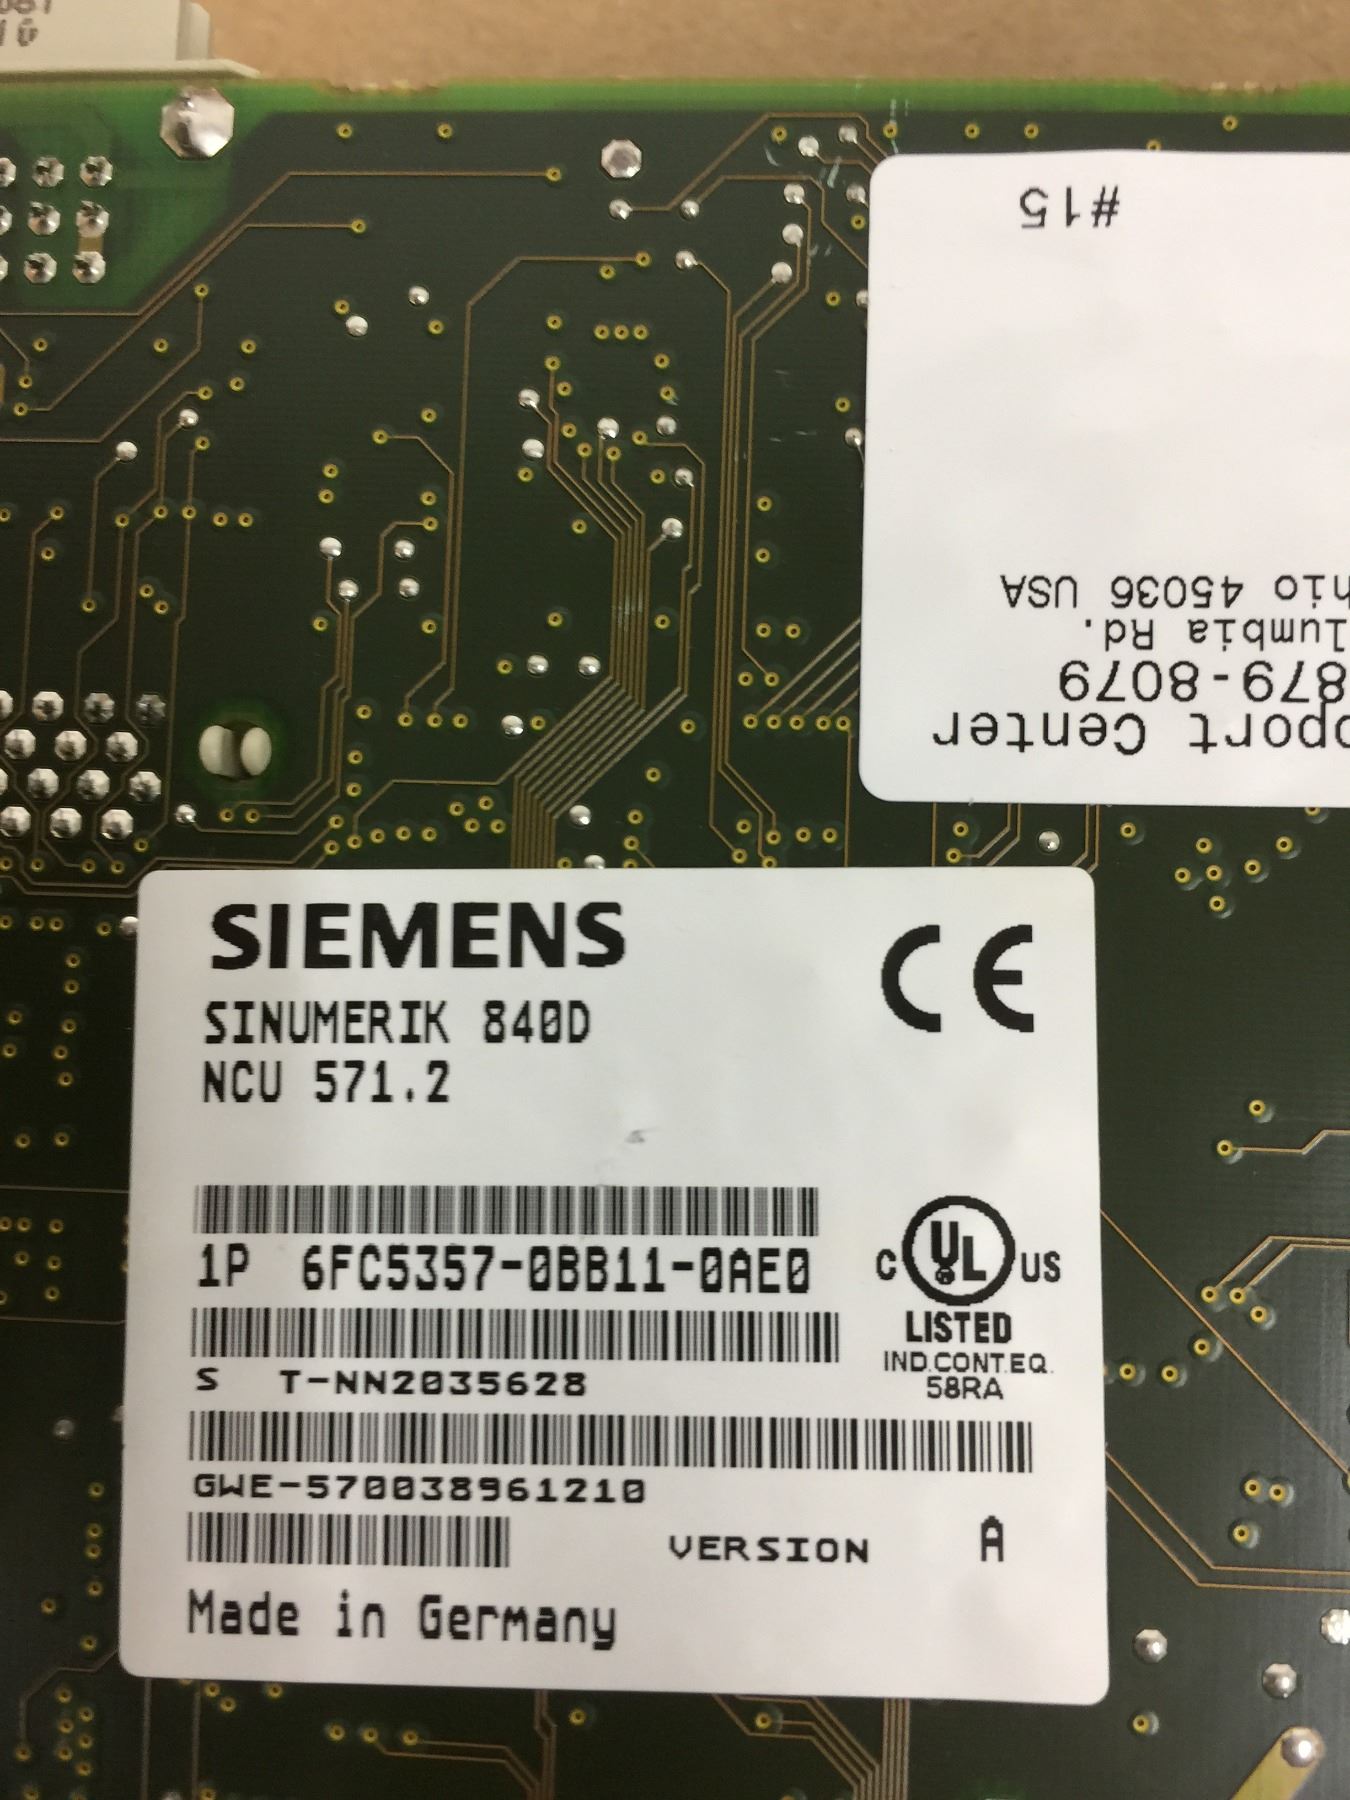 #15
pport Center
879-8079
lumbia Rd.
hio 45036 USA
SIEMENS
CE
SINUMERIK 840D
NCU 571.2
1P 6FC5357-0BB11-0AE0
C UL US
LISTED
IND.CONT.EQ.
58RA
S T-NN2035628
GWE-570038961210
VERSION A
Made in Germany